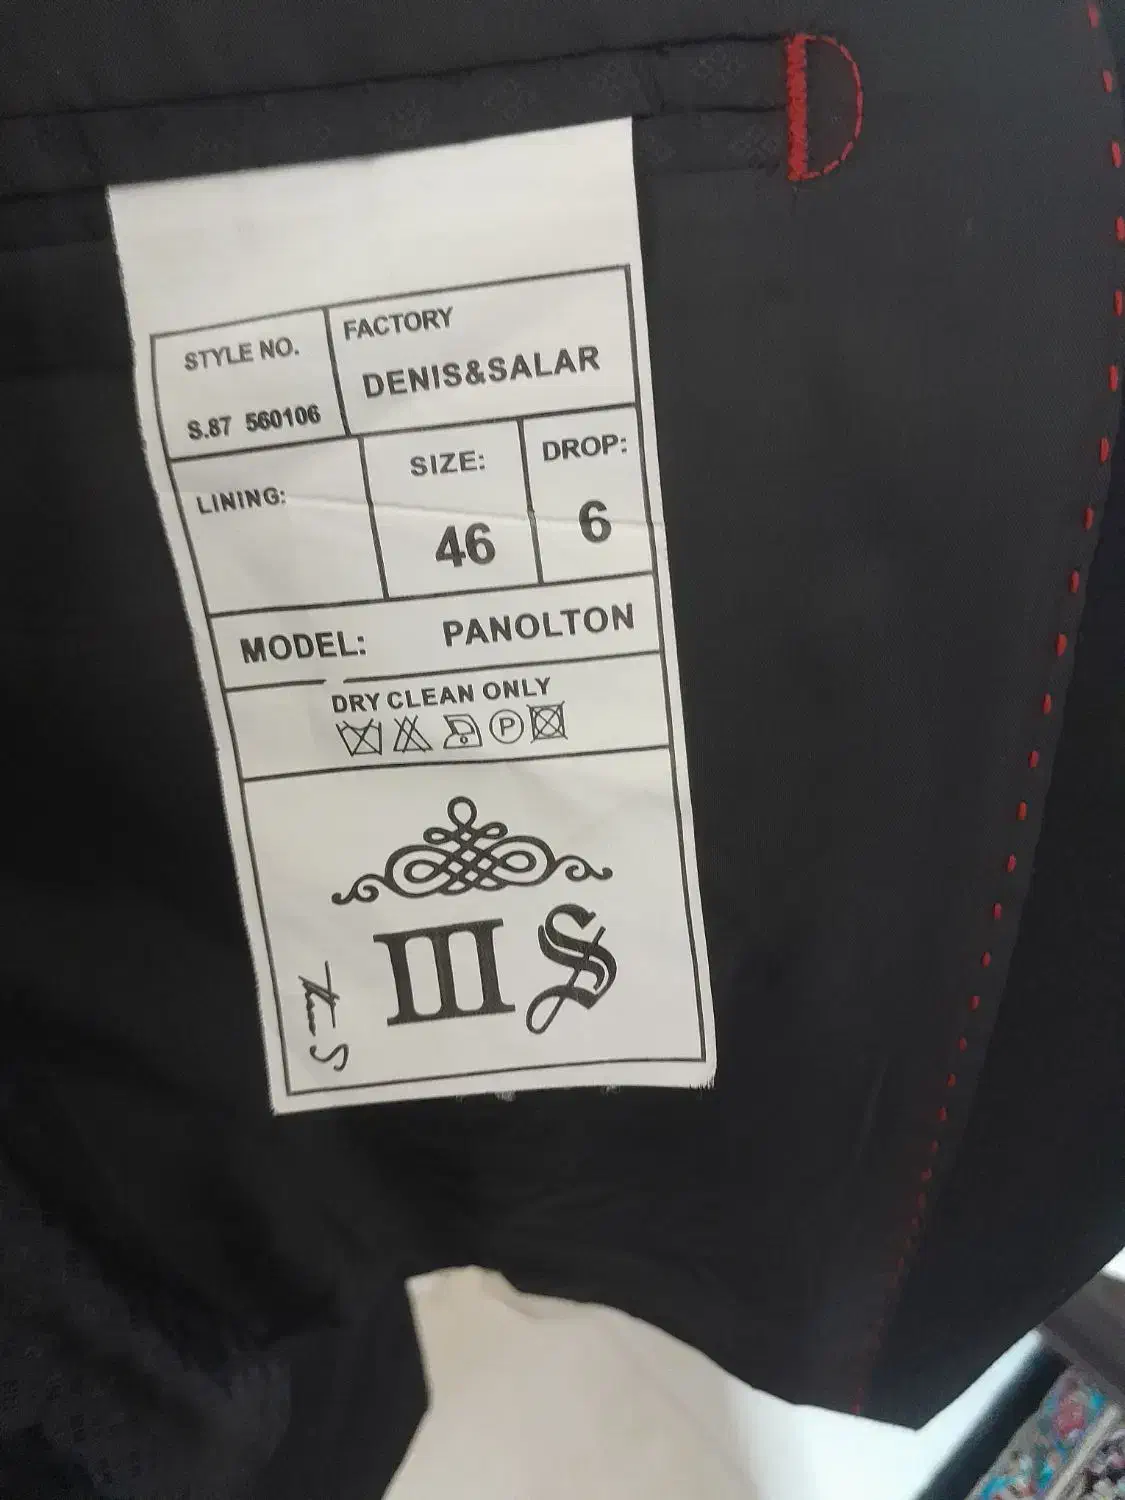 STYLE NO.
S.87 560106
FACTORY
DENIS&SALAR
LINING:
SIZE:
46
DROP:
6
MODEL: PANOLTON
DRY CLEAN ONLY
P
III S